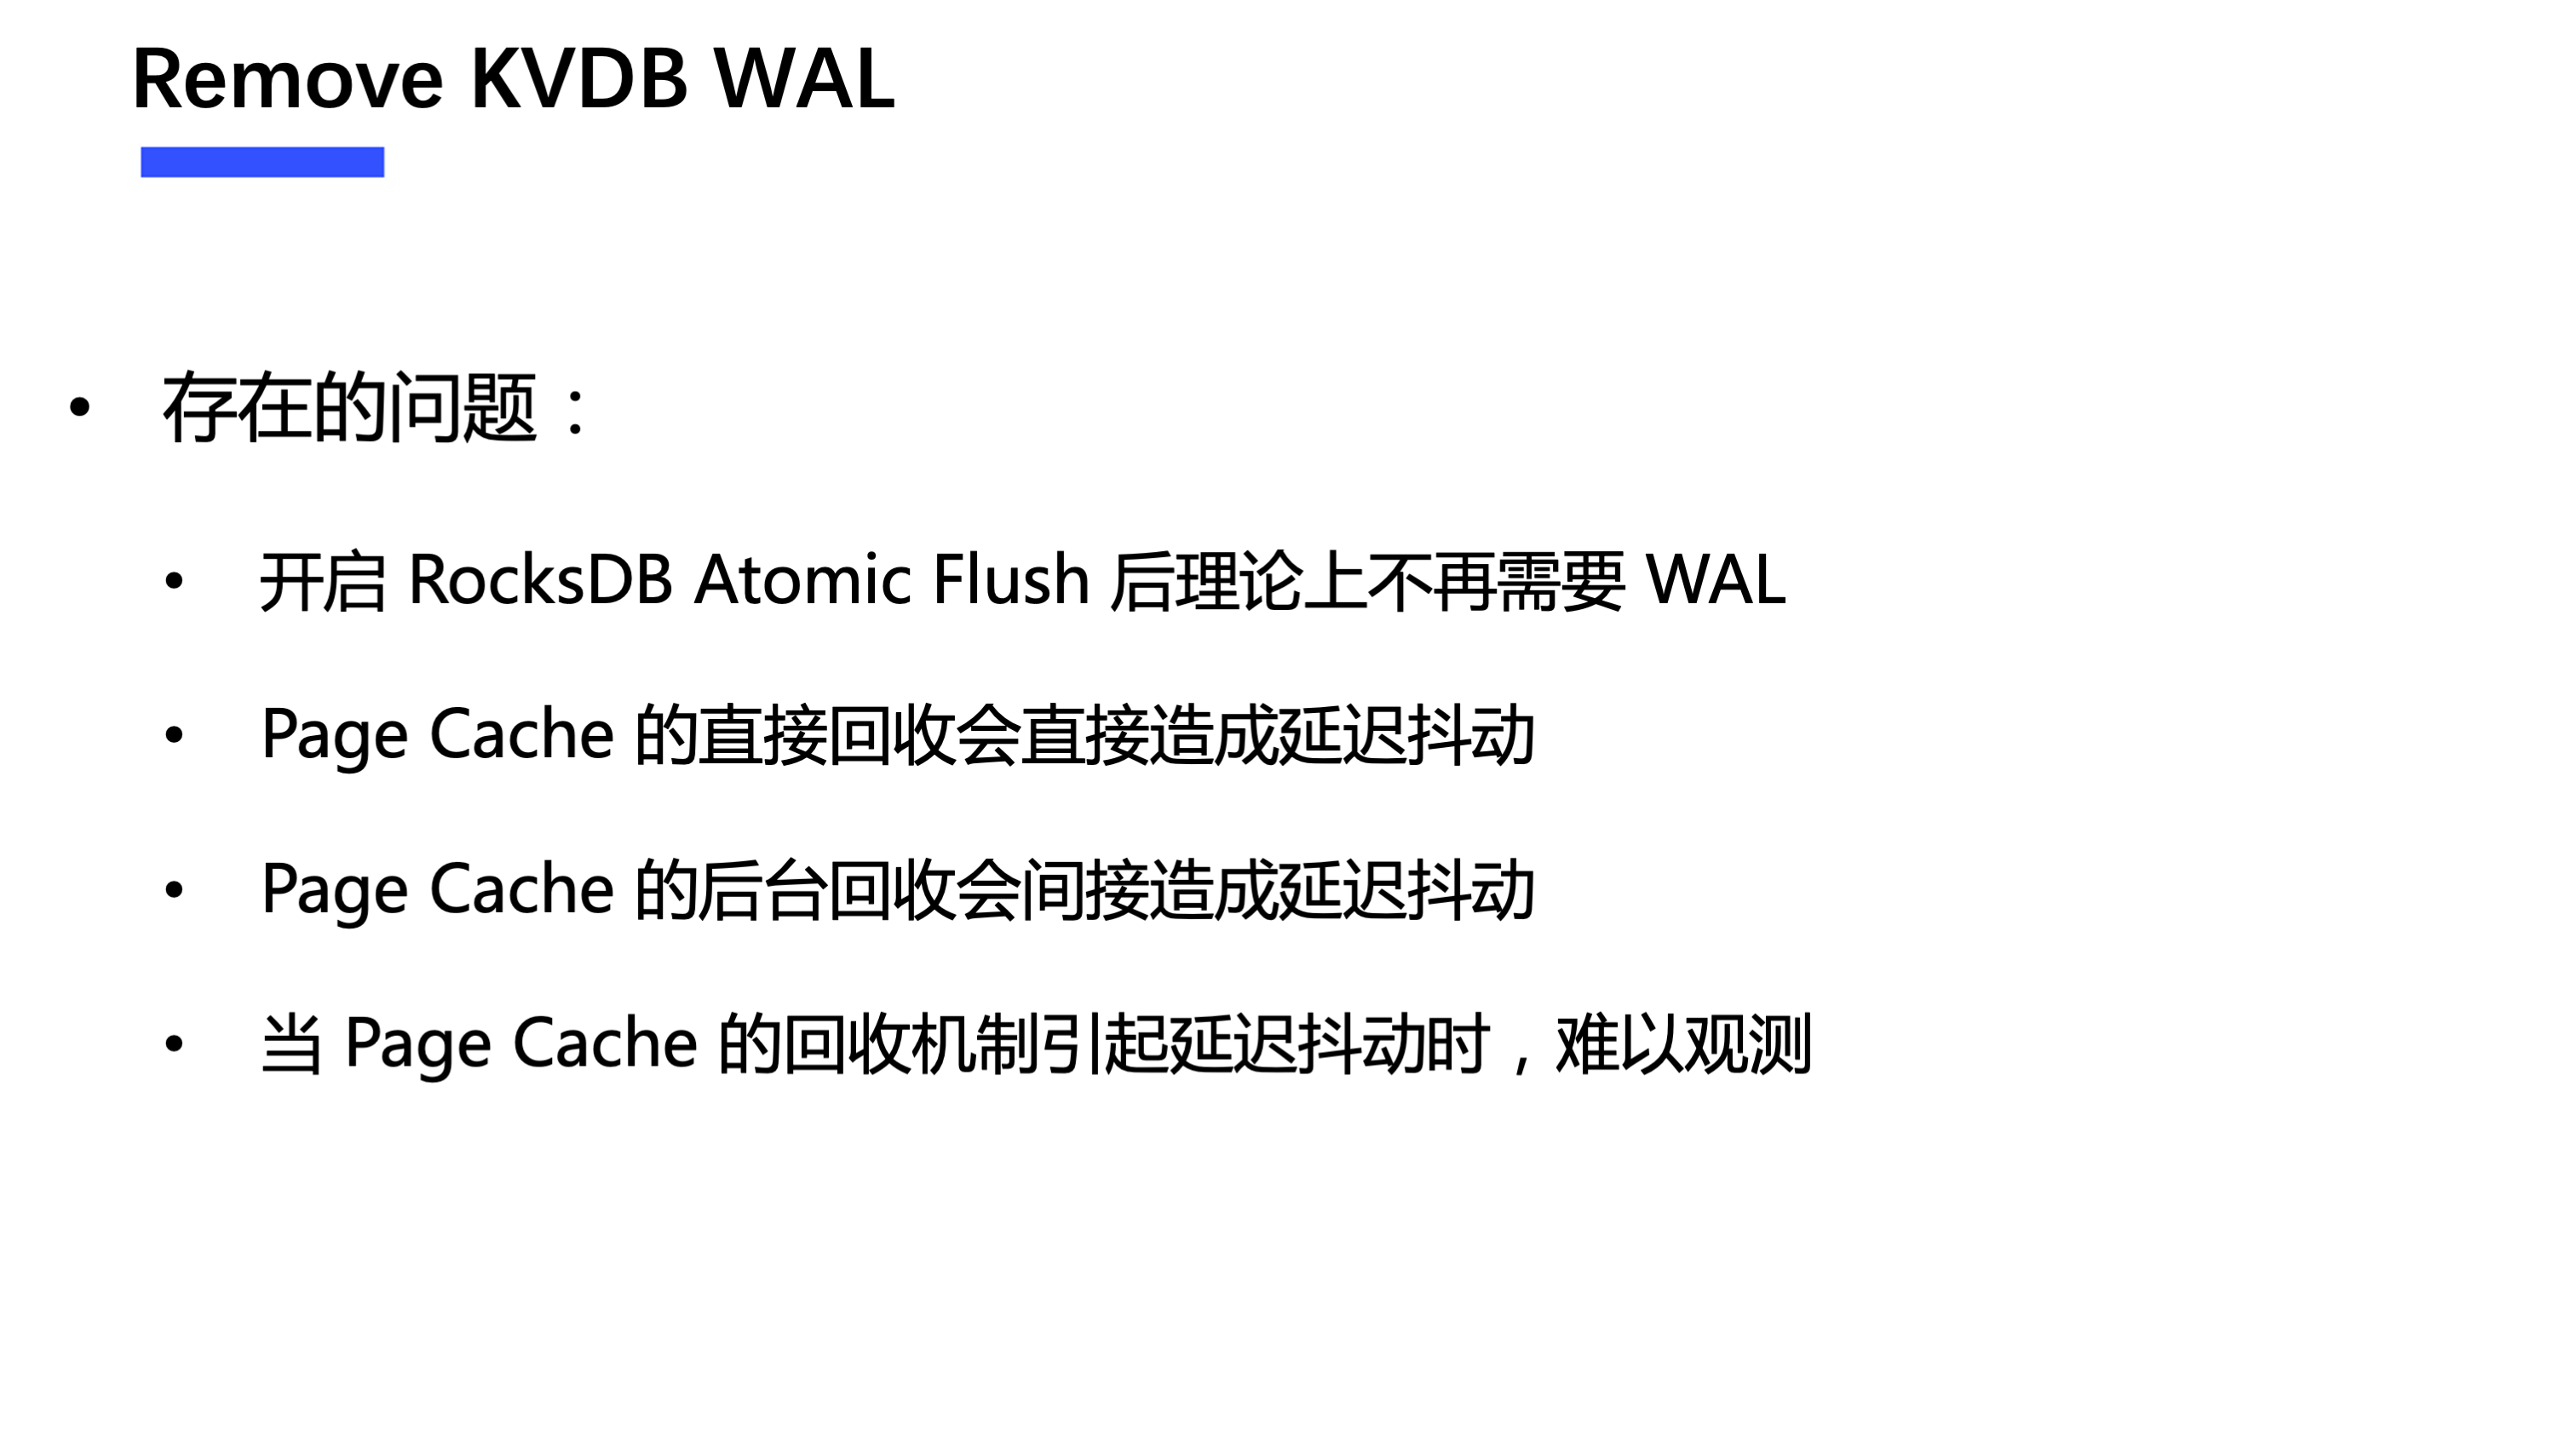 Remove KVDB WAL
• 存在的问题：
• 开启 RocksDB Atomic Flush 后理论上不再需要 WAL
• Page Cache 的直接回收会直接造成延迟抖动
• Page Cache 的后台回收会间接造成延迟抖动
• 当 Page Cache 的回收机制引起延迟抖动时，难以观测